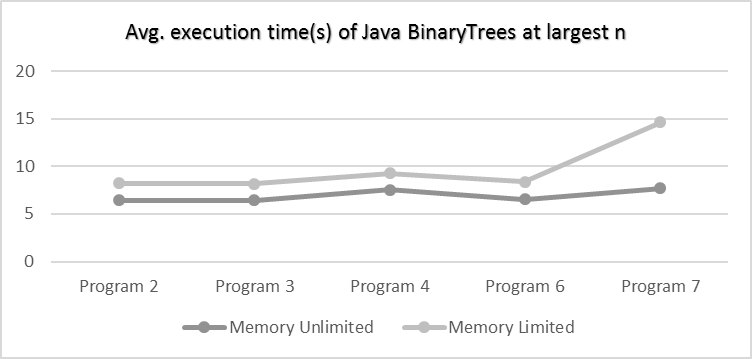 Avg. execution time(s) of Java BinaryTrees at largest n
20
15
10
5
0
Program 2 Program 3 Program 4 Program 6 Program 7
Memory Unlimited Memory Limited